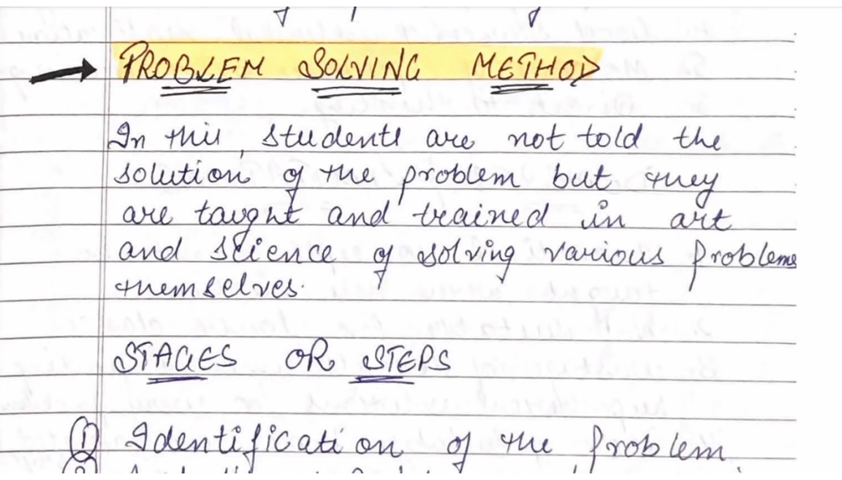 PROBLEM SOLVING METHOD
In this, students are not told the
solution of the problem but they
are taught and trained in art
and science of solving various problems
themselves.
STAGES OR STEPS
① Identification of the problem